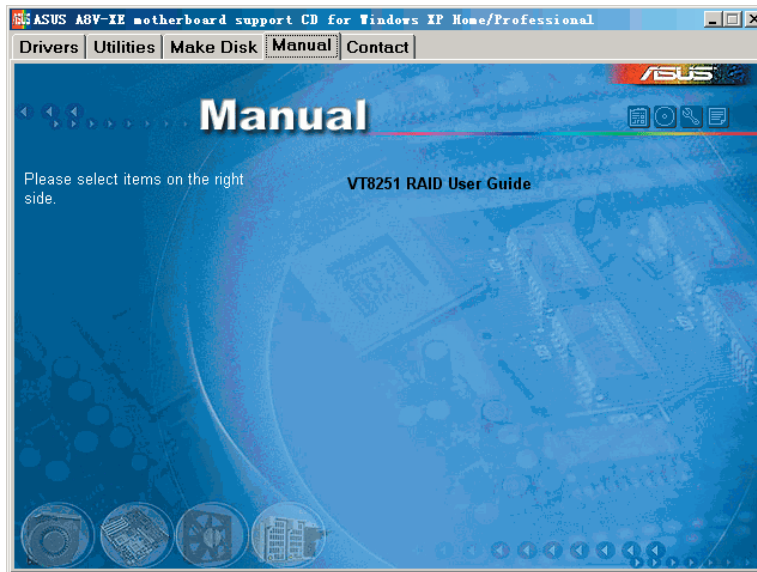 ASUS A8V-XE motherboard support CD for Windows XP Home/Professional
Drivers Utilities Make Disk Manual Contact
ASUS
Manual
Please select items on the right
side.
VT8251 RAID User Guide